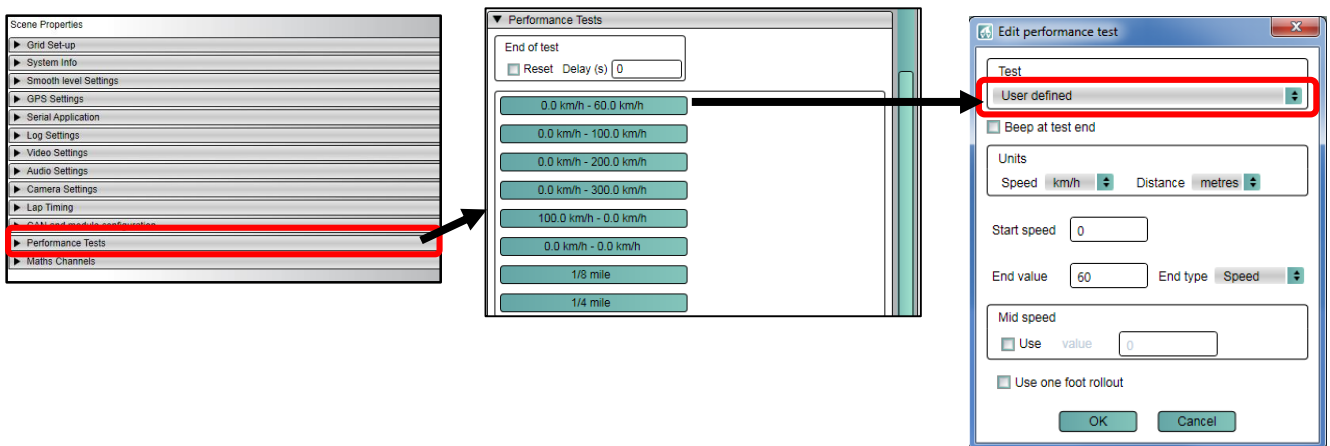 Scene Properties
Grid Set-up
System Info
Smooth level Settings
GPS Settings
Serial Application
Log Settings
Video Settings
Audio Settings
Camera Settings
Lap Timing
CAN and module configuration
Performance Tests
Maths Channels
Performance Tests
End of test
Reset Delay (s) 0
0.0 km/h - 60.0 km/h
0.0 km/h - 100.0 km/h
0.0 km/h - 200.0 km/h
0.0 km/h - 300.0 km/h
100.0 km/h - 0.0 km/h
0.0 km/h - 0.0 km/h
1/8 mile
1/4 mile
Edit performance test
Test
User defined
Beep at test end
Units
Speed km/h Distance metres
Start speed 0
End value 60 End type Speed
Mid speed
Use value 0
Use one foot rollout
OK Cancel